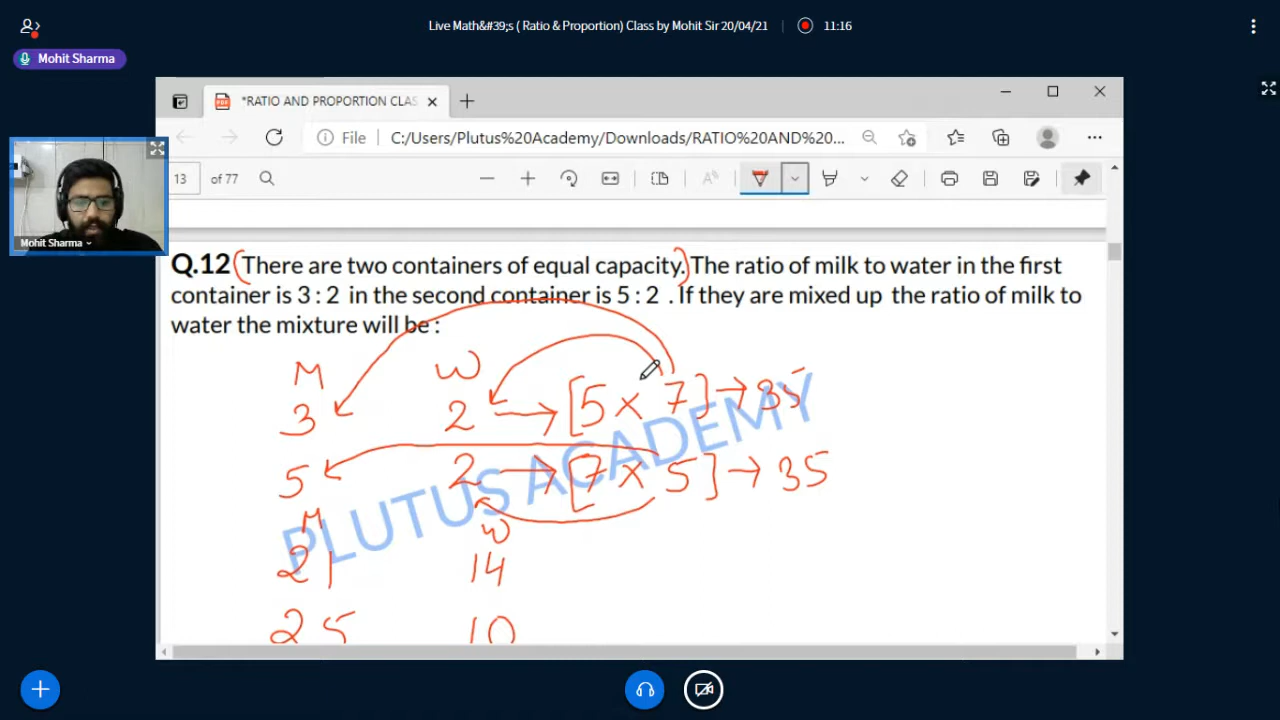 Live Math&#39;s ( Ratio & Proportion) Class by Mohit Sir 20/04/21
11:16
Mohit Sharma
*RATIO AND PROPORTION CLAS
File
C:/Users/Plutus%20Academy/Downloads/RATIO%20AND%20...
Mohit Sharma
13 of 77
Q.12 (There are two containers of equal capacity.) The ratio of milk to water in the first
container is 3 : 2 in the second container is 5 : 2 . If they are mixed up the ratio of milk to
water the mixture will be :
M W
3 2 → [5 × 7] → 35
5 2 → [7 × 5] → 35
M W
21 14
25 10
PLUTUS ACADEMY